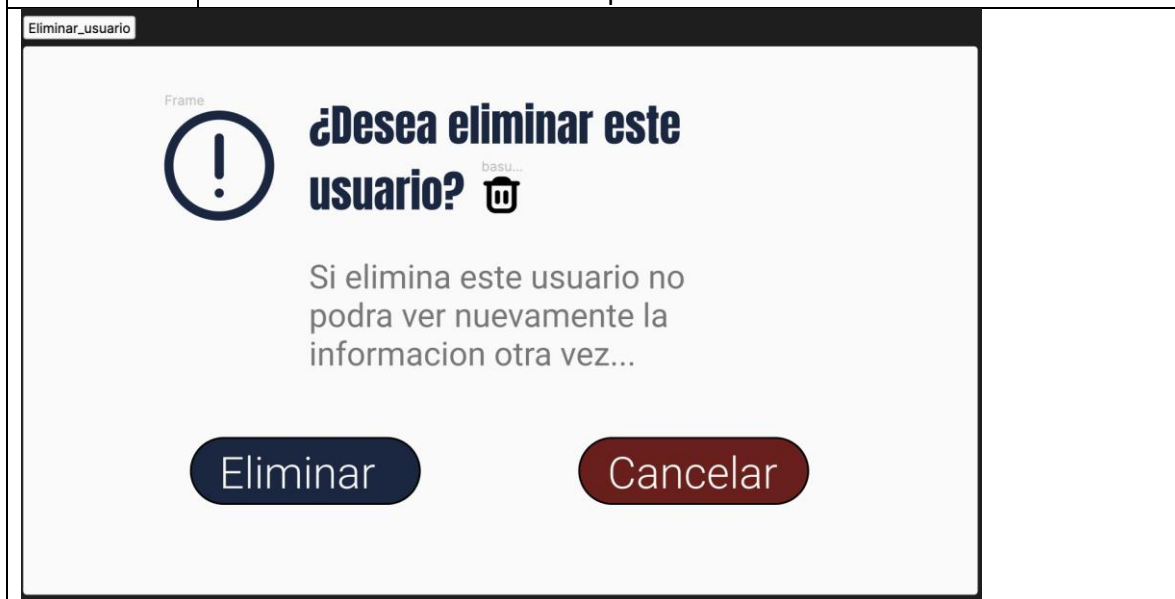 Eliminar_usuario
Frame
¿Desea eliminar este
basu...
usuario?
Si elimina este usuario no
podra ver nuevamente la
informacion otra vez...
Eliminar
Cancelar